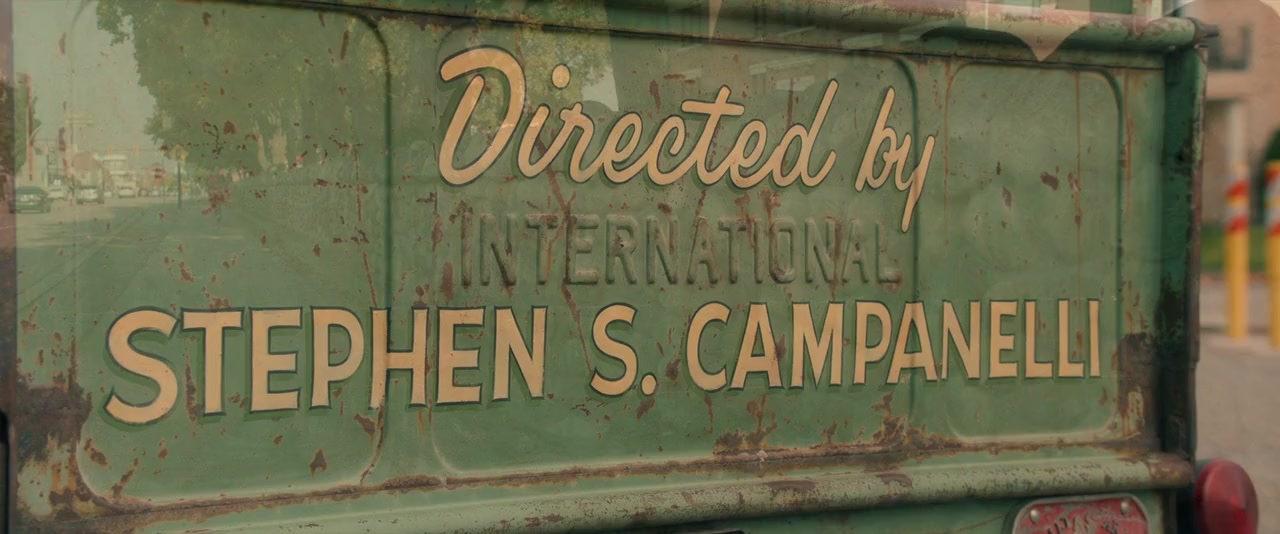 Directed by
INTERNATIONAL
STEPHEN S. CAMPANELLI